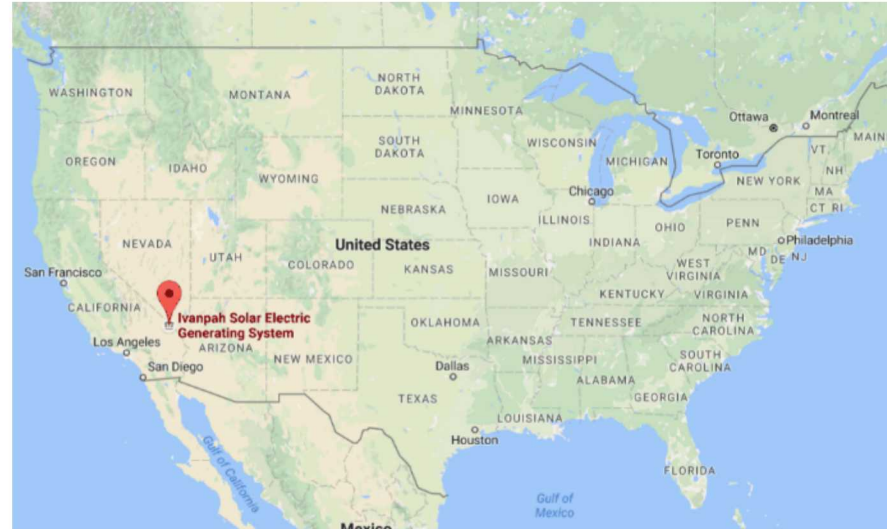 WASHINGTON
MONTANA
NORTH
DAKOTA
MINNESOTA
Ottawa
Montreal
MAIN
OREGON
IDAHO
SOUTH
DAKOTA
WISCONSIN
MICHIGAN
Toronto
VT
NH
WYOMING
NEW YORK
MA
CT RI
Chicago
IOWA
NEBRASKA
ILLINOIS
INDIANA
OHIO
PENN
Philadelphia
MD
DE
NJ
NEVADA
UTAH
COLORADO
United States
KANSAS
MISSOURI
WEST
VIRGINIA
San Francisco
KENTUCKY
VIRGINIA
CALIFORNIA
Ivanpah Solar Electric
Generating System
OKLAHOMA
TENNESSEE
NORTH
CAROLINA
Los Angeles
ARIZONA
NEW MEXICO
ARKANSAS
MISSISSIPPI
SOUTH
CAROLINA
San Diego
Dallas
ALABAMA
TEXAS
GEORGIA
LOUISIANA
Houston
Gulf of California
FLORIDA
Gulf of
Mexico
Mexico